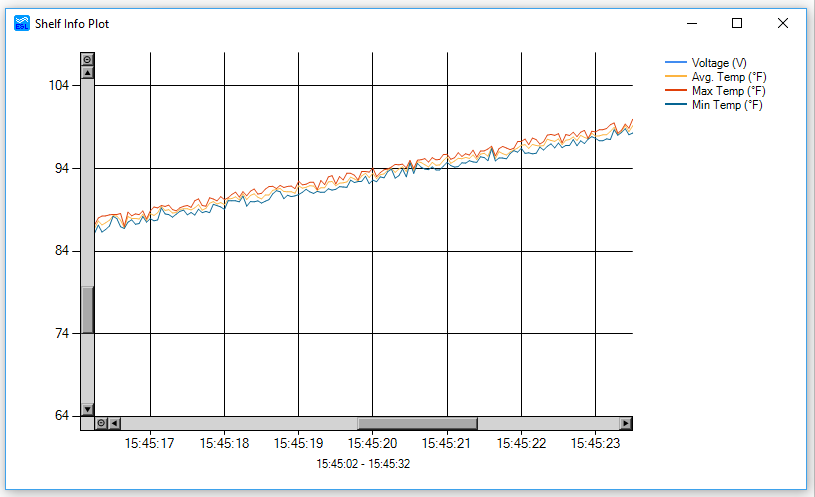 ESL Shelf Info Plot
Voltage (V)
Avg. Temp (°F)
Max Temp (°F)
Min Temp (°F)
104
94
84
74
64
15:45:17 15:45:18 15:45:19 15:45:20 15:45:21 15:45:22 15:45:23
15:45:02 - 15:45:32